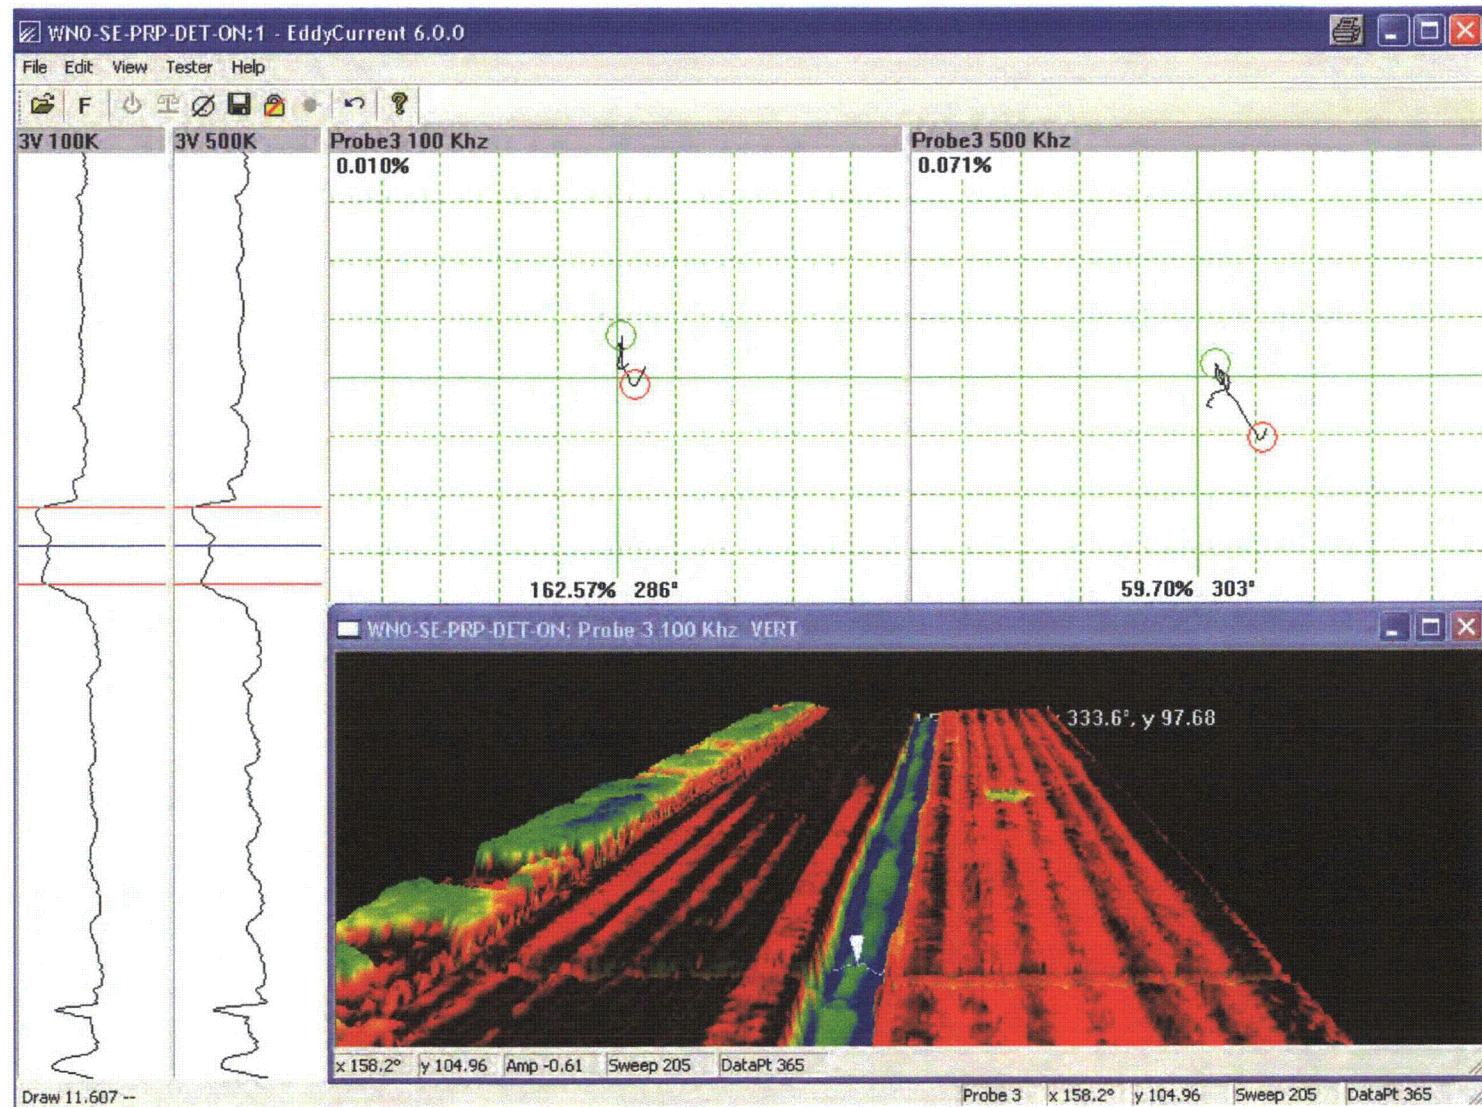 WN0-SE-PRP-DET-ON:1 - EddyCurrent 6.0.0
File Edit View Tester Help
F
3V 100K
3V 500K
Probe3 100 Khz
0.010%
162.57% 286°
Probe3 500 Khz
0.071%
59.70% 303°
WN0-SE-PRP-DET-ON: Probe 3 100 Khz VERT
333.6°, y 97.68
x 158.2° y 104.96 Amp -0.61 Sweep 205 DataPt 365
Draw 11.607 -- Probe 3 x 158.2° y 104.96 Sweep 205 DataPt 365